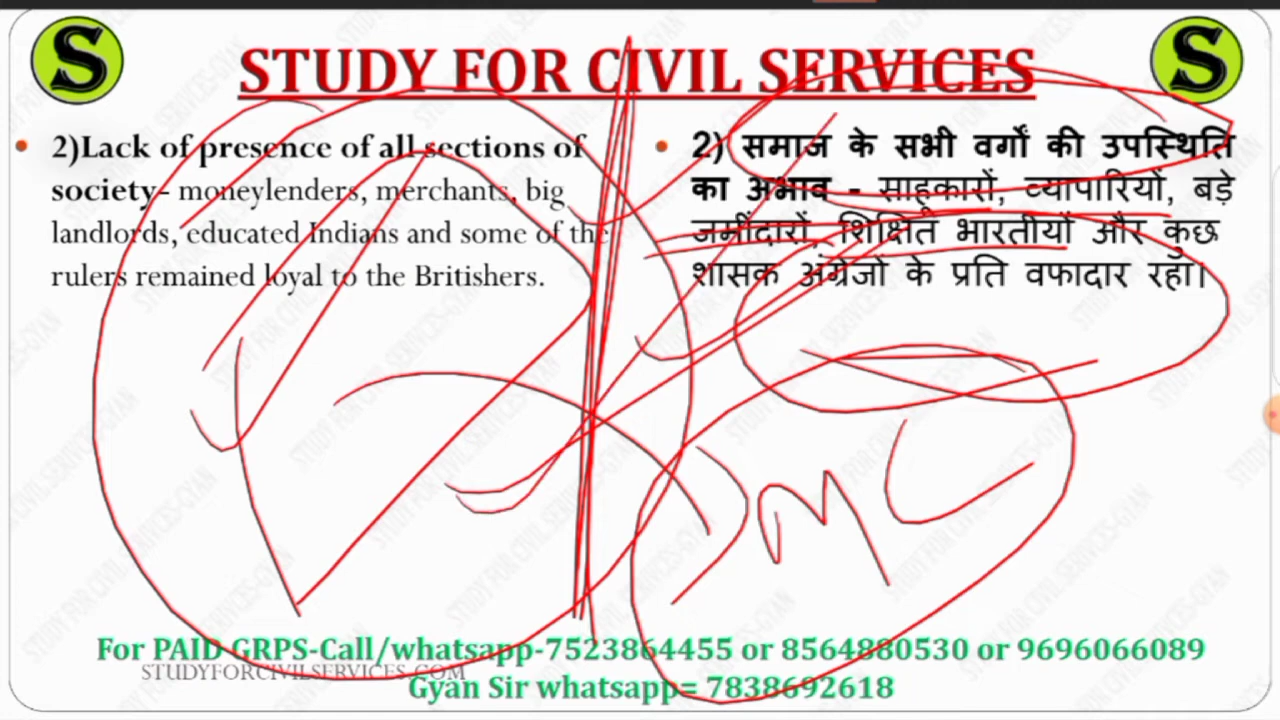 S
STUDY FOR CIVIL SERVICES
S
2)Lack of presence of all sections of
society- moneylenders, merchants, big
landlords, educated Indians and some of the
rulers remained loyal to the Britishers.
2) समाज के सभी वर्गों की उपस्थिति
का अभाव - साहूकारों, व्यापारियों, बड़े
जमींदारों, शिक्षित भारतीयों और कुछ
शासक अंग्रेजों के प्रति वफादार रहा।
MC
For PAID GRPS-Call/whatsapp-7523864455 or 8564880530 or 9696066089
STUDYFORCIVILSERVICES.COM
Gyan Sir whatsapp= 7838692618